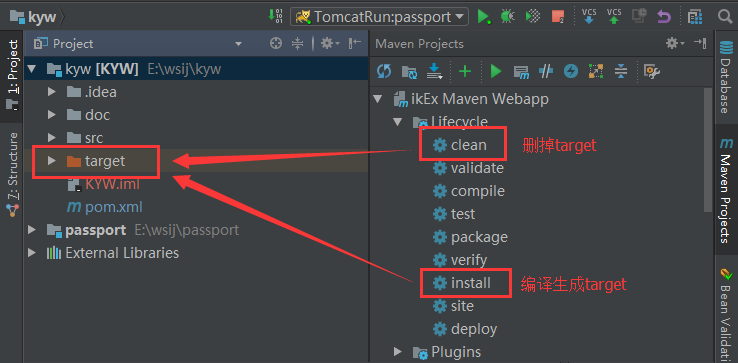 kyw
TomcatRun:passport
VCS
VCS
1: Project
7: Structure
Project
kyw [KYW] E:\wsij\kyw
.idea
doc
src
target
KYW.iml
pom.xml
passport E:\wsij\passport
External Libraries
Maven Projects
ikEx Maven Webapp
Lifecycle
clean
删掉target
validate
compile
test
package
verify
install
编译生成target
site
deploy
Plugins
Database
Maven Projects
Bean Validati